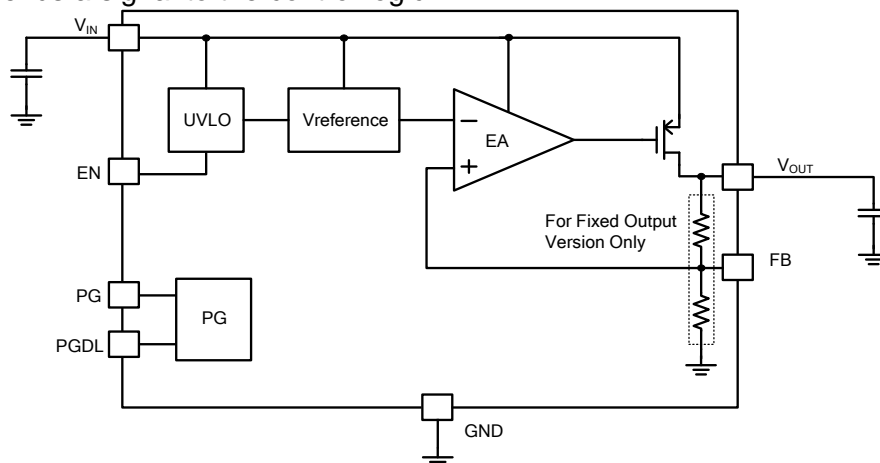 V_IN
UVLO
Vreference
−
EA
+
EN
V_OUT
For Fixed Output
Version Only
FB
PG
PG
PGDL
GND